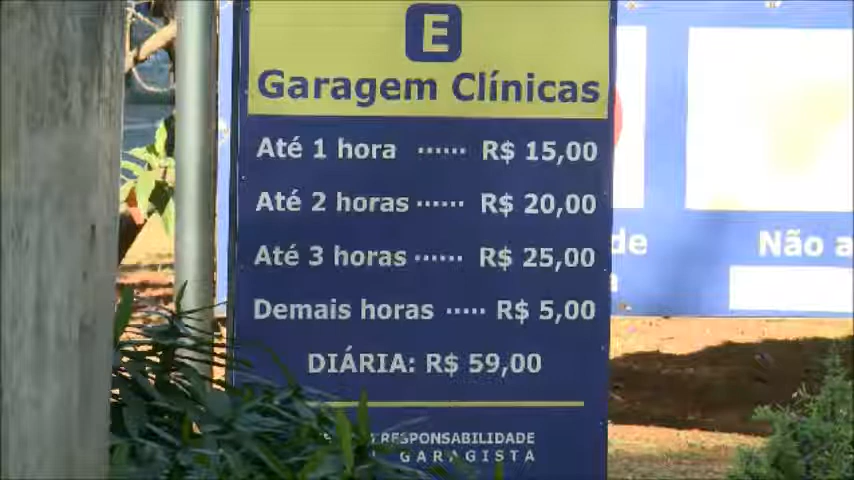 E
Garagem Clínicas
Até 1 hora ...... R$ 15,00
Até 2 horas ...... R$ 20,00
Até 3 horas ...... R$ 25,00
Demais horas ..... R$ 5,00
DIÁRIA: R$ 59,00
RESPONSABILIDADE
GARAGISTA
de
Não a